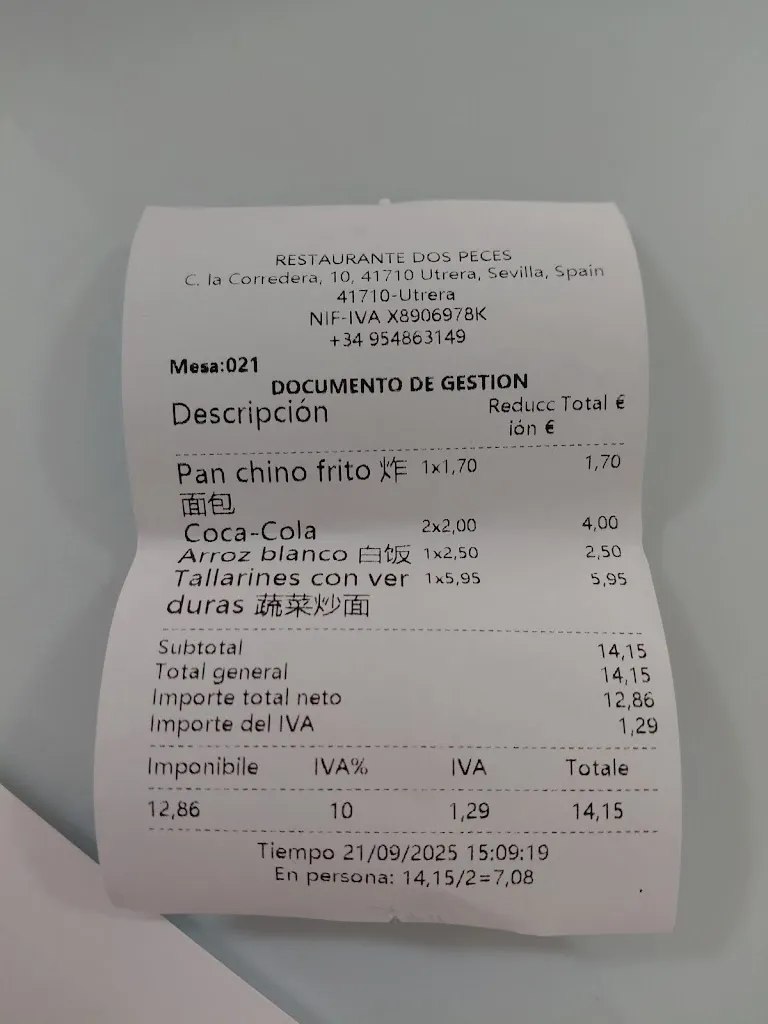 RESTAURANTE DOS PECES
C. la Corredera, 10, 41710 Utrera, Sevilla, Spain
41710-Utrera
NIF-IVA X8906978K
+34 954863149
Mesa:021
DOCUMENTO DE GESTION
Descripción Reducc Total €
ión €
Pan chino frito 炸 1x1,70 1,70
面包
Coca-Cola 2x2,00 4,00
Arroz blanco 白饭 1x2,50 2,50
Tallarines con ver 1x5,95 5,95
duras 蔬菜炒面
Subtotal 14,15
Total general 14,15
Importe total neto 12,86
Importe del IVA 1,29
Imponibile IVA% IVA Totale
12,86 10 1,29 14,15
Tiempo 21/09/2025 15:09:19
En persona: 14,15/2=7,08